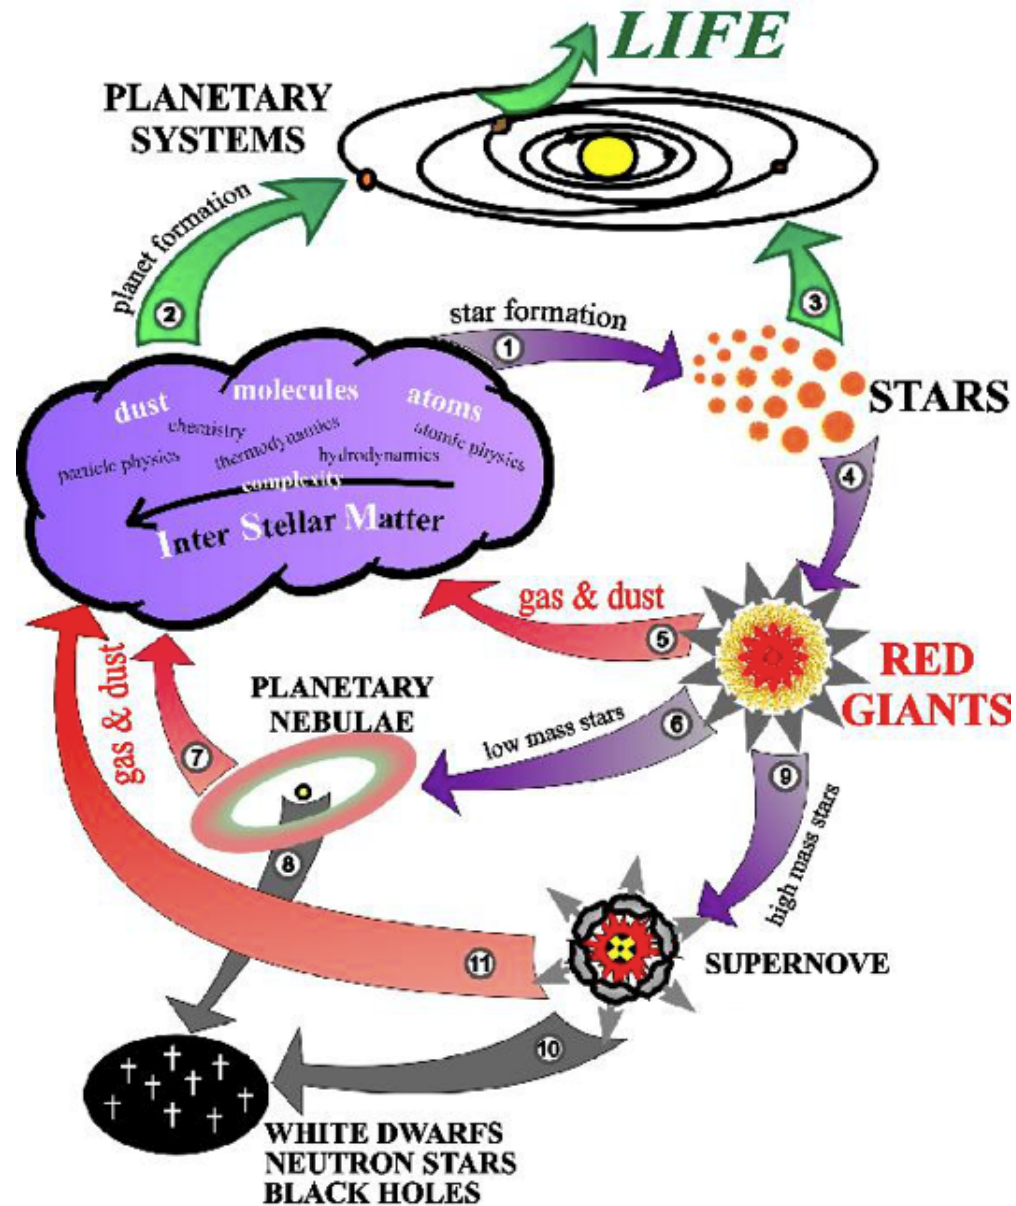 LIFE
PLANETARY
SYSTEMS
planet formation
2
3
star formation
1
STARS
dust molecules atoms
chemistry
particle physics thermodynamics hydrodynamics atomic physics
complexity
Inter Stellar Matter
4
gas & dust
5
RED
GIANTS
gas & dust
PLANETARY
NEBULAE
low mass stars
6
7
9
high mass stars
8
11
SUPERNOVE
10
WHITE DWARFS
NEUTRON STARS
BLACK HOLES